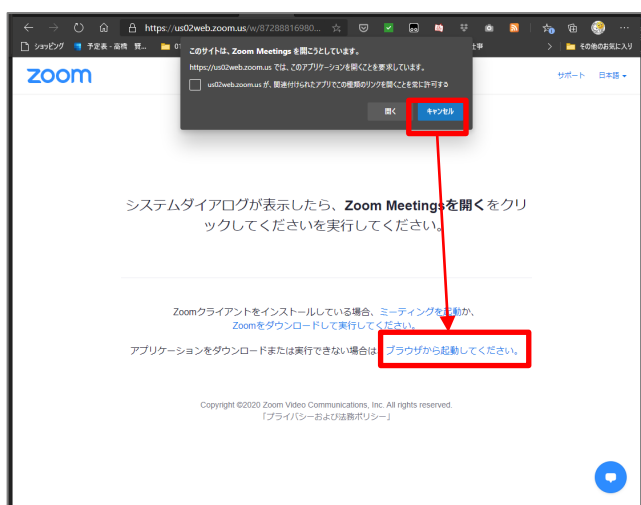 https://us02web.zoom.us/w/87288816980...
ショッピング
予定表 - 高橋 賢...
その他のお気に入り
このサイトは、Zoom Meetings を開こうとしています。
https://us02web.zoom.us では、このアプリケーションを開くことを要求しています。
us02web.zoom.us が、関連付けられたアプリでこの種類のリンクを開くことを常に許可する
開く
キャンセル
zoom
サポート 日本語
システムダイアログが表示したら、Zoom Meetingsを開くをクリ
ックしてくださいを実行してください。
Zoomクライアントをインストールしている場合、ミーティングを起動か、
Zoomをダウンロードして実行してください。
アプリケーションをダウンロードまたは実行できない場合は、ブラウザから起動してください。
Copyright ©2020 Zoom Video Communications, Inc. All rights reserved.
「プライバシーおよび法務ポリシー」